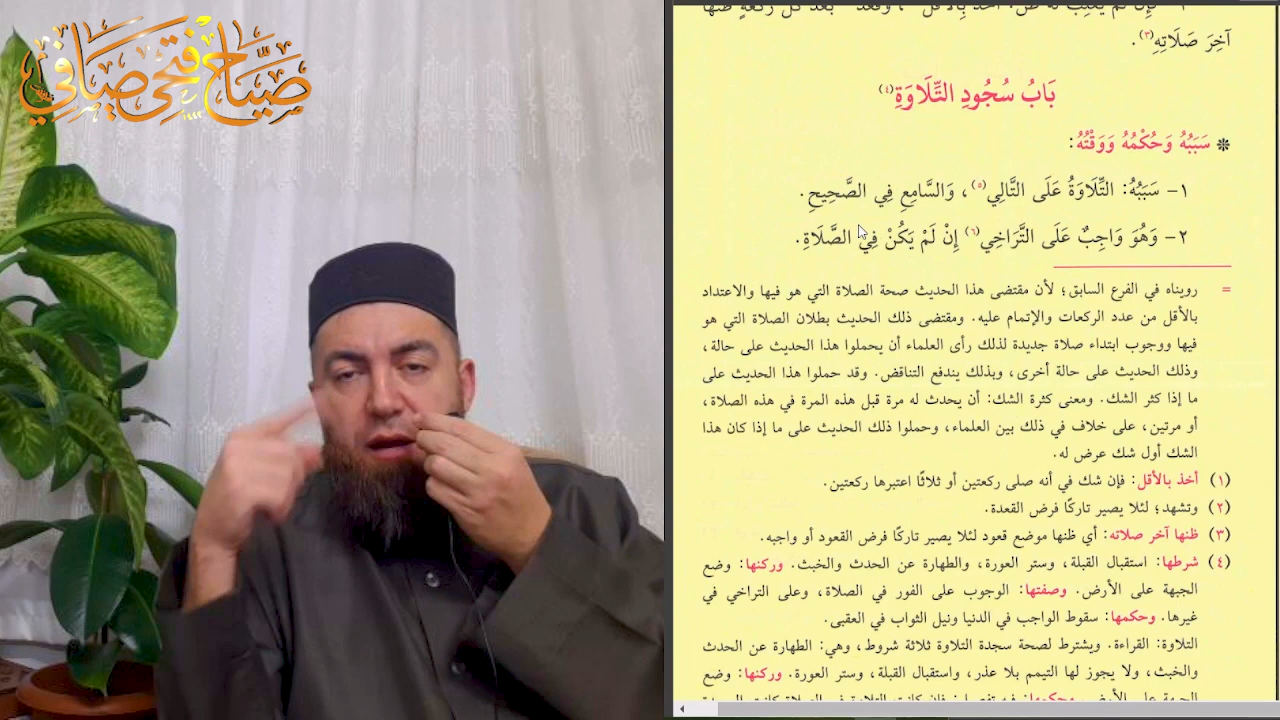 صَيَّاح فَتْحِي صَافِي
آخِرَ صَلَاتِهِ(٣).
بَابُ سُجُودِ التِّلَاوَةِ(٤)
❋ سَبَبُهُ وَحُكْمُهُ وَوَقْتُهُ:
١- سَبَبُهُ: التِّلَاوَةُ عَلَى التَّالِي(٥)، وَالسَّامِعِ فِي الصَّحِيحِ.
٢- وَهُوَ وَاجِبٌ عَلَى التَّرَاخِي(٦) إِنْ لَمْ يَكُنْ فِي الصَّلَاةِ.
= رويناه في الفرع السابق؛ لأن مقتضى هذا الحديث صحة الصلاة التي هو فيها والاعتداد
بالأقل من عدد الركعات والإتمام عليه. ومقتضى ذلك الحديث بطلان الصلاة التي هو
فيها ووجوب ابتداء صلاة جديدة لذلك رأى العلماء أن يحملوا هذا الحديث على حالة،
وذلك الحديث على حالة أخرى، وبذلك يندفع التناقض. وقد حملوا هذا الحديث على
ما إذا كثر الشك. ومعنى كثرة الشك: أن يحدث له مرة قبل هذه المرة في هذه الصلاة،
أو مرتين، على خلاف في ذلك بين العلماء، وحملوا ذلك الحديث على ما إذا كان هذا
الشك أول شك عرض له.
(١) أخذ بالأقل: فإن شك في أنه صلى ركعتين أو ثلاثًا اعتبرها ركعتين.
(٢) وتشهد؛ لئلا يصير تاركًا فرض القعدة.
(٣) ظنها آخر صلاته: أي ظنها موضع قعود لئلا يصير تاركًا فرض القعود أو واجبه.
(٤) شرطها: استقبال القبلة، وستر العورة، والطهارة عن الحدث والخبث. وركنها: وضع
الجبهة على الأرض. وصفتها: الوجوب على الفور في الصلاة، وعلى التراخي في
غيرها. وحكمها: سقوط الواجب في الدنيا ونيل الثواب في العقبى.
التلاوة: القراءة. ويشترط لصحة سجدة التلاوة ثلاثة شروط، وهي: الطهارة عن الحدث
والخبث، ولا يجوز لها التيمم بلا عذر، واستقبال القبلة، وستر العورة. وركنها: وضع